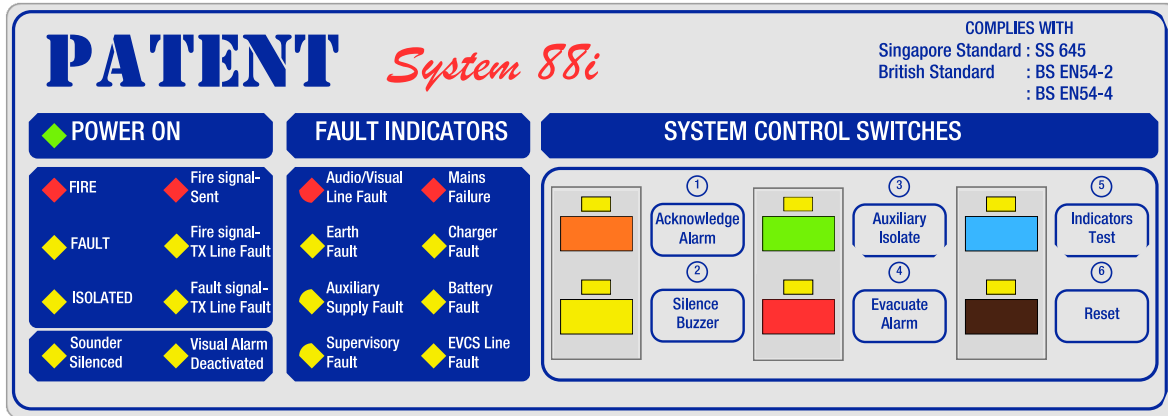 PATENT
System 88i
COMPLIES WITH
Singapore Standard : SS 645
British Standard : BS EN54-2
: BS EN54-4
POWER ON
FIRE
Fire signal-
Sent
FAULT
Fire signal-
TX Line Fault
ISOLATED
Fault signal-
TX Line Fault
Sounder
Silenced
Visual Alarm
Deactivated
FAULT INDICATORS
Audio/Visual
Line Fault
Mains
Failure
Earth
Fault
Charger
Fault
Auxiliary
Supply Fault
Battery
Fault
Supervisory
Fault
EVCS Line
Fault
SYSTEM CONTROL SWITCHES
1
Acknowledge
Alarm
2
Silence
Buzzer
3
Auxiliary
Isolate
4
Evacuate
Alarm
5
Indicators
Test
6
Reset